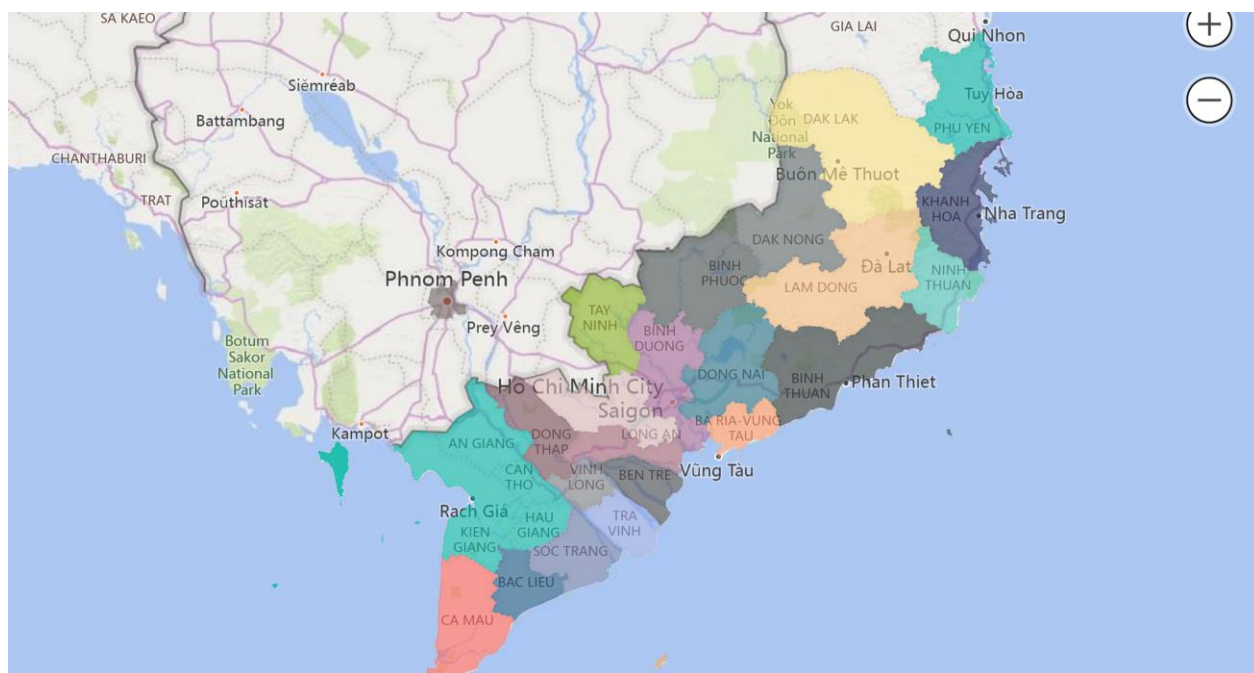 SA KAEO
GIA LAI
+
Qui Nhon
Siĕmréab
Tuy Hòa
Battambang
Yok
Đôn
National
Park
DAK LAK
PHU YEN
CHANTHABURI
Buôn Mê Thuot
TRAT
Poŭthĭsăt
KHANH
HOA
Nha Trang
Kompong Cham
DAK NONG
Phnom Penh
BINH
PHUOC
Đà Lat
NINH
THUAN
LAM DONG
TAY
NINH
Prey Vêng
BINH
DUONG
Botum
Sakor
National
Park
DONG NAI
BINH
THUAN
Phan Thiet
Ho Chi Minh City
Saigon
Kampot
AN GIANG
DONG
THAP
LONG AN
BA RIA-VUNG
TAU
CAN
THO
VINH
LONG
BEN TRE
Vũng Tàu
Rach Giá
HAU
GIANG
TRA
VINH
KIEN
GIANG
SOC TRANG
BAC LIEU
CA MAU